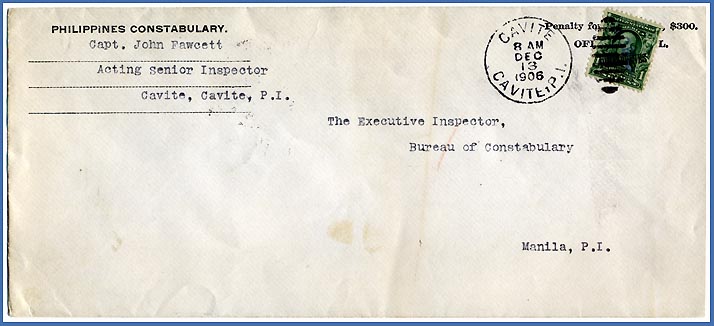 PHILIPPINES CONSTABULARY.
Capt. John Fawcett
Acting Senior Inspector
Cavite, Cavite, P.I.
Penalty fo , $300.
OF L.
CAVITE
8 AM
DEC
13
1906
CAVITE, P.I.
The Executive Inspector,
Bureau of Constabulary
Manila, P.I.